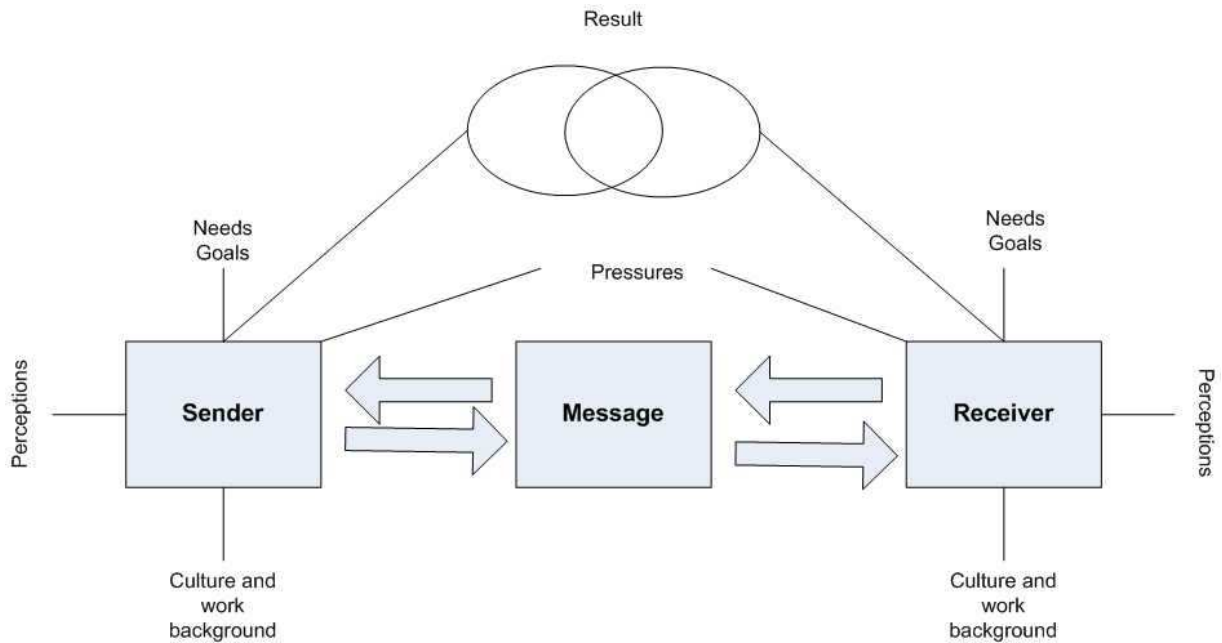 Result
Needs
Goals
Needs
Goals
Pressures
Perceptions
Sender
Message
Receiver
Perceptions
Culture and
work
background
Culture and
work
background